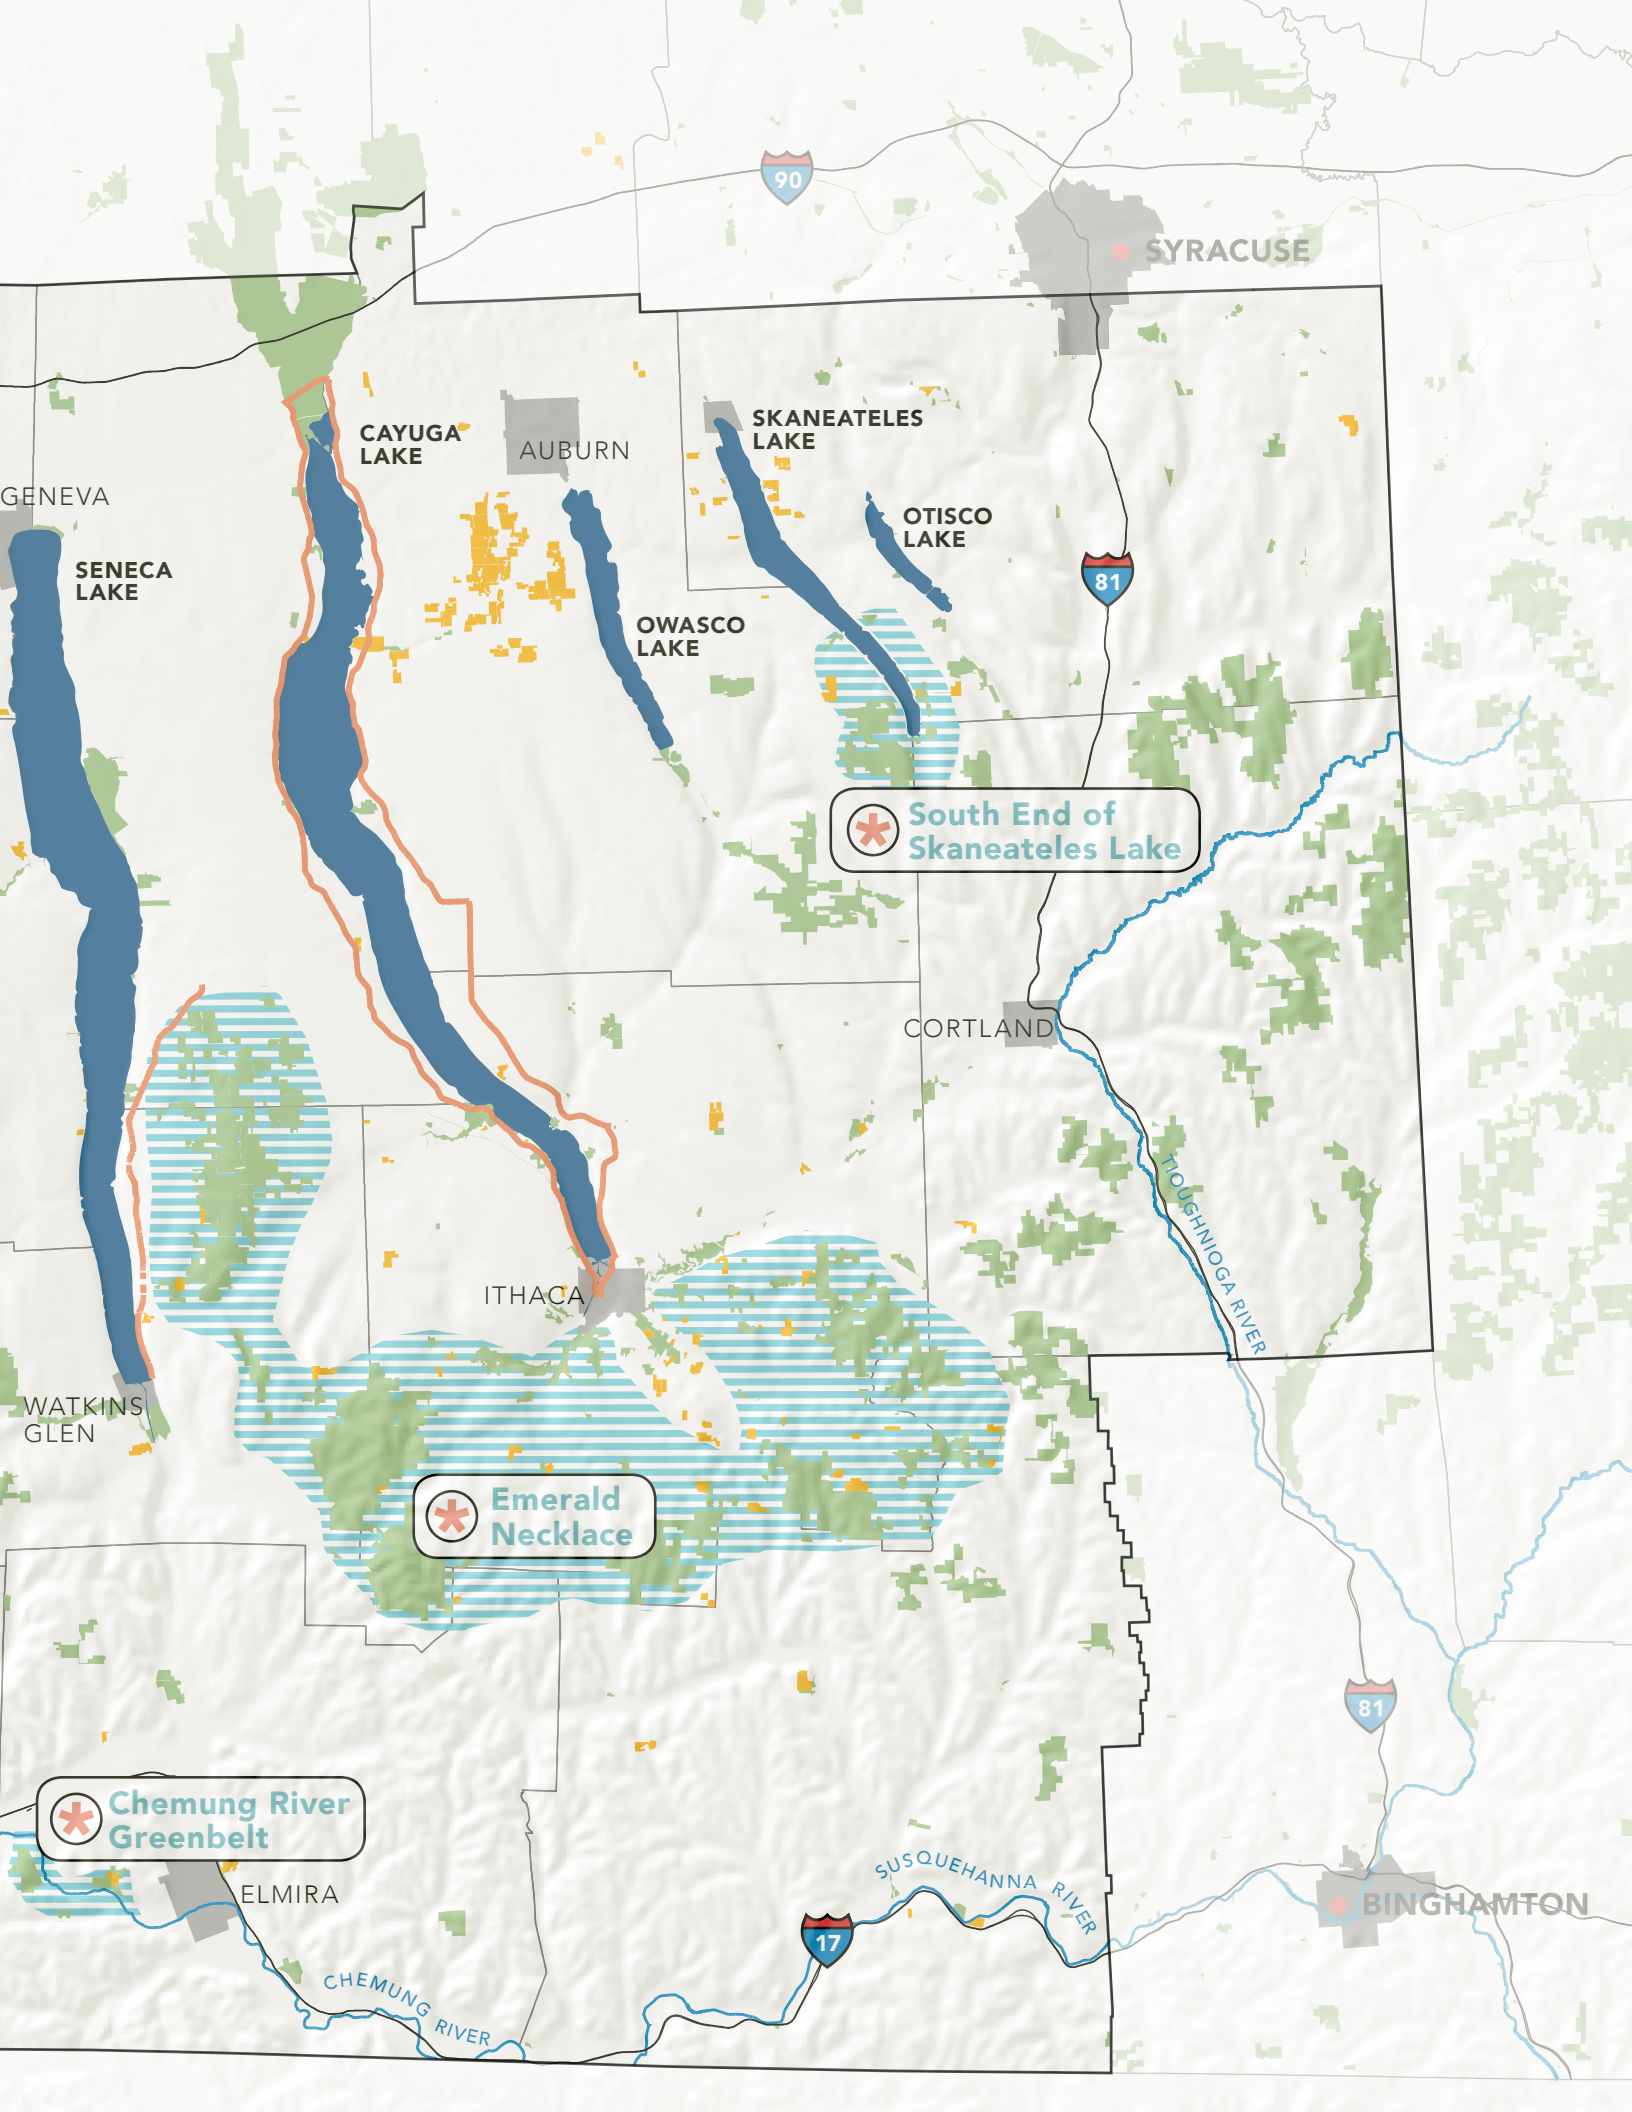 90
SYRACUSE
CAYUGA
LAKE
AUBURN
SKANEATELES
LAKE
GENEVA
OTISCO
LAKE
SENECA
LAKE
81
OWASCO
LAKE
South End of
Skaneateles Lake
CORTLAND
TIOUGHNIOGA RIVER
ITHACA
WATKINS
GLEN
Emerald
Necklace
81
Chemung River
Greenbelt
ELMIRA
SUSQUEHANNA RIVER
BINGHAMTON
17
CHEMUNG RIVER